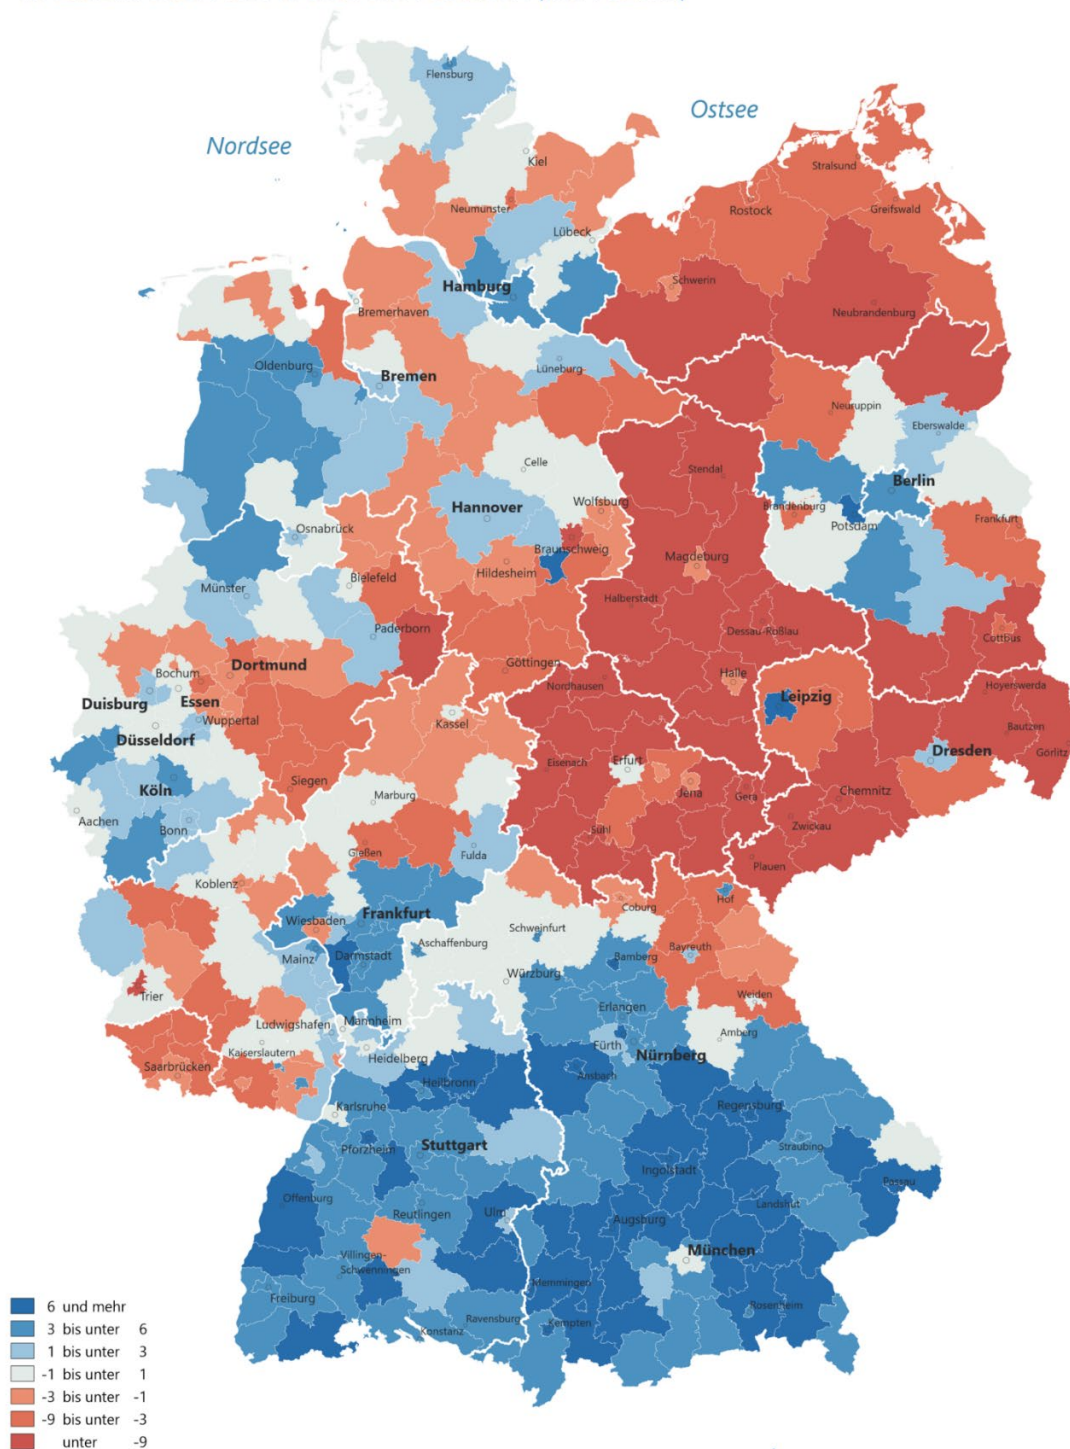 Flensburg
Ostsee
Nordsee
Kiel
Stralsund
Neumünster
Rostock
Greifswald
Lübeck
Schwerin
Hamburg
Bremerhaven
Neubrandenburg
Oldenburg
Lüneburg
Bremen
Neuruppin
Eberswalde
Celle
Stendal
Berlin
Hannover
Wolfsburg
Brandenburg
Osnabrück
Potsdam
Frankfurt
Braunschweig
Magdeburg
Bielefeld
Hildesheim
Münster
Halberstadt
Paderborn
Dessau-Roßlau
Cottbus
Dortmund
Göttingen
Bochum
Halle
Nordhausen
Hoyerswerda
Duisburg
Essen
Leipzig
Wuppertal
Kassel
Bautzen
Düsseldorf
Dresden
Görlitz
Eisenach
Erfurt
Siegen
Köln
Jena
Gera
Chemnitz
Marburg
Aachen
Bonn
Suhl
Zwickau
Gießen
Fulda
Plauen
Koblenz
Hof
Coburg
Frankfurt
Wiesbaden
Schweinfurt
Aschaffenburg
Bayreuth
Mainz
Darmstadt
Bamberg
Würzburg
Trier
Weiden
Erlangen
Ludwigshafen
Mannheim
Amberg
Kaiserslautern
Fürth
Heidelberg
Nürnberg
Saarbrücken
Ansbach
Heilbronn
Regensburg
Karlsruhe
Stuttgart
Straubing
Pforzheim
Ingolstadt
Passau
Offenburg
Landshut
Reutlingen
Ulm
Augsburg
München
Villingen-
Schwenningen
Memmingen
Freiburg
Rosenheim
Ravensburg
Kempten
Konstanz
6 und mehr
3 bis unter 6
1 bis unter 3
-1 bis unter 1
-3 bis unter -1
-9 bis unter -3
unter -9